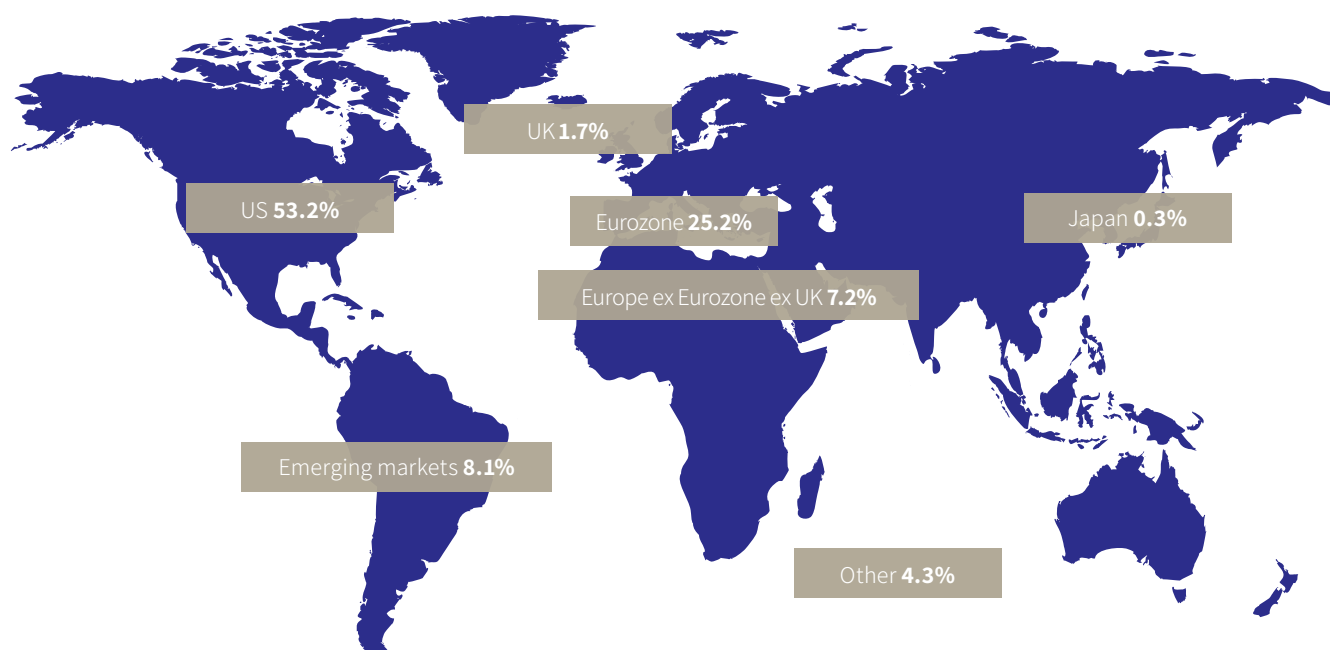 UK 1.7%
US 53.2%
Eurozone 25.2%
Japan 0.3%
Europe ex Eurozone ex UK 7.2%
Emerging markets 8.1%
Other 4.3%